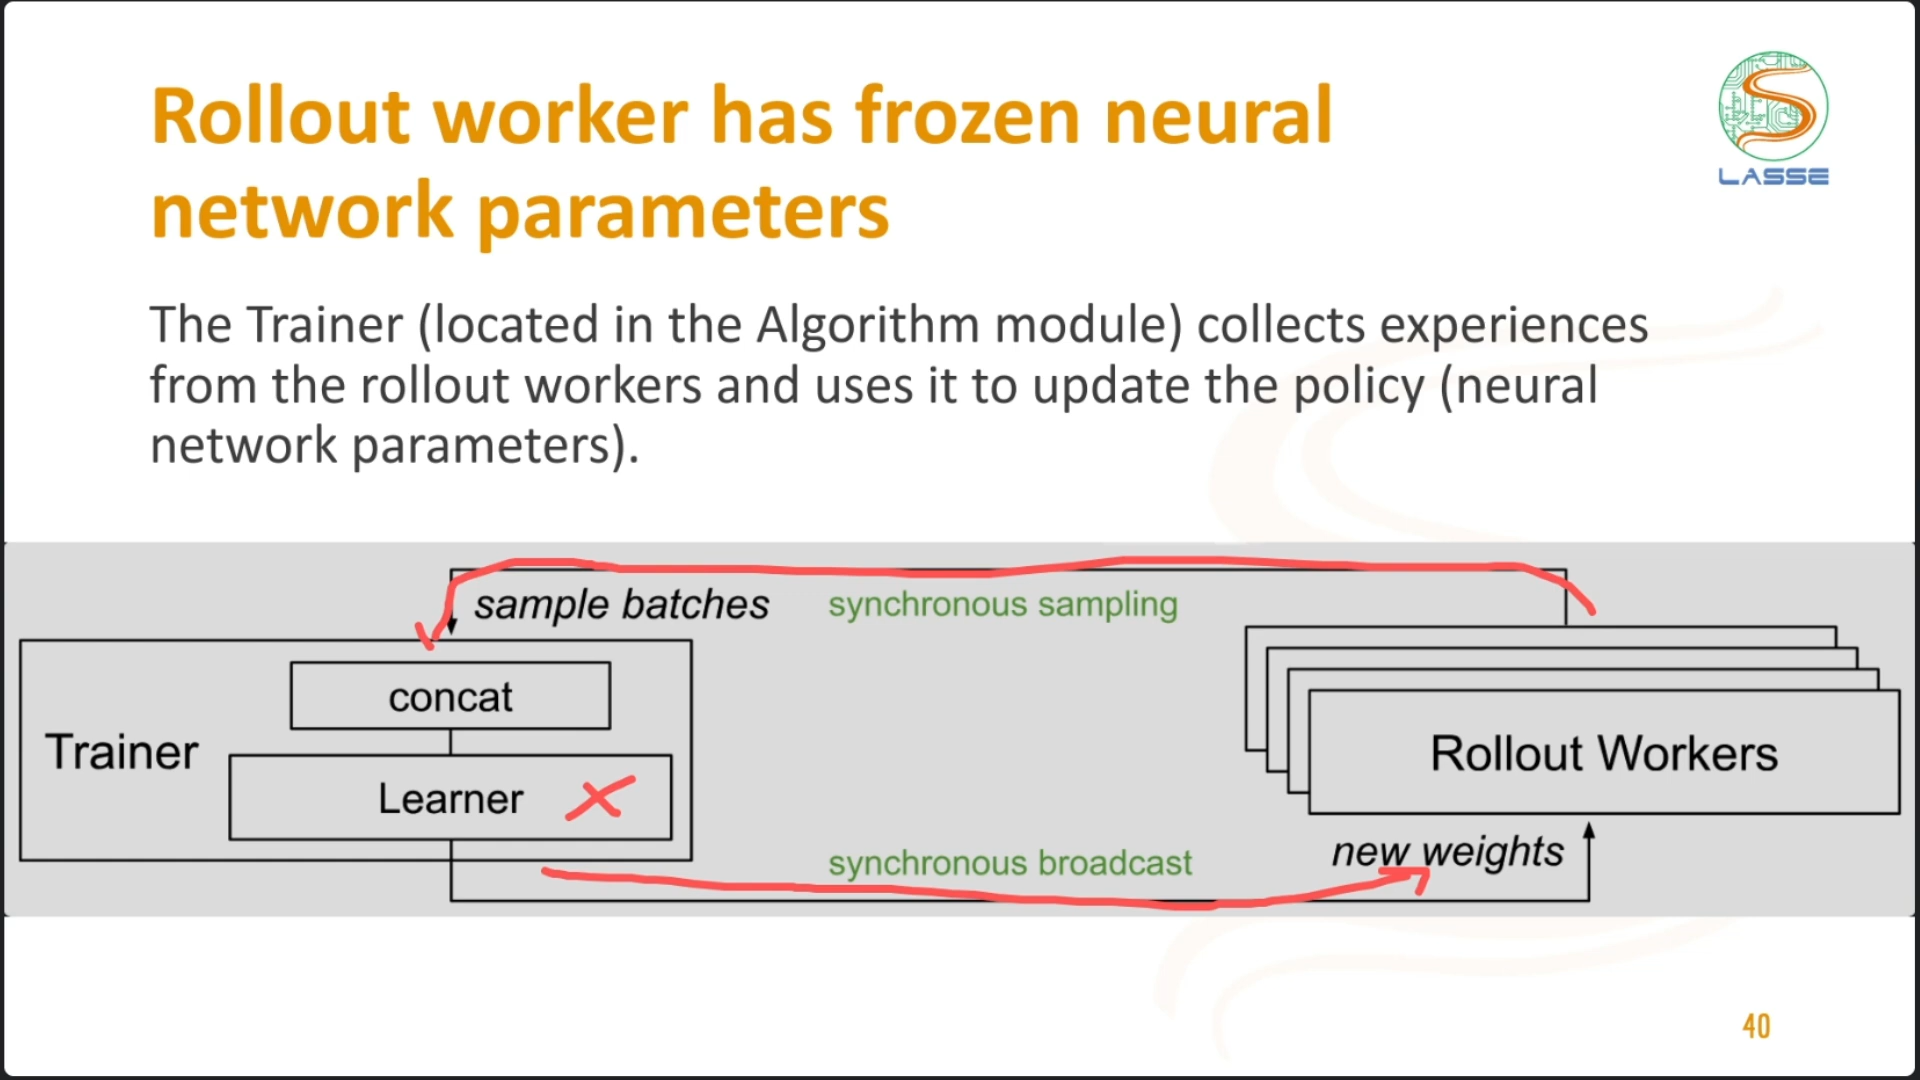 Rollout worker has frozen neural
network parameters
LASSE
The Trainer (located in the Algorithm module) collects experiences
from the rollout workers and uses it to update the policy (neural
network parameters).
sample batches
synchronous sampling
concat
Trainer
Learner
Rollout Workers
synchronous broadcast
new weights
40